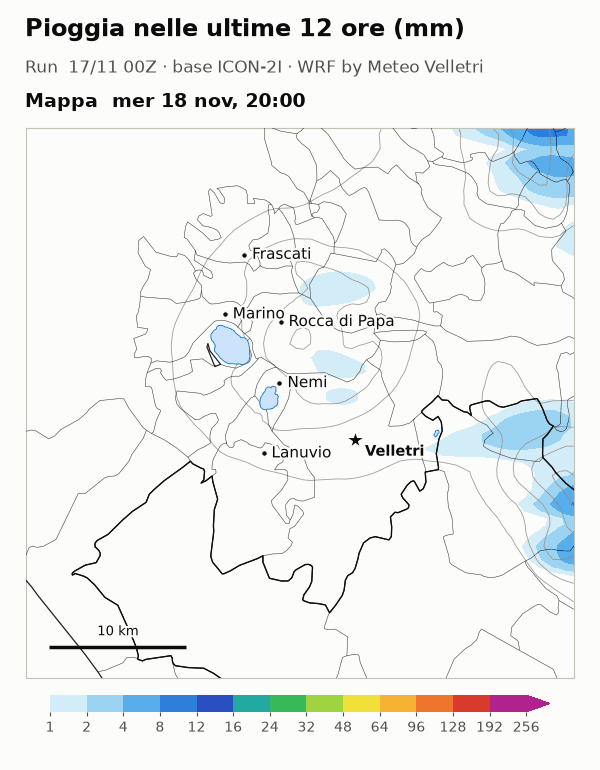 Pioggia nelle ultime 12 ore (mm)
Run  17/11 00Z · base ICON-2I · WRF by Meteo Velletri
Mappa  mer 18 nov, 20:00
Frascati
Marino
Rocca di Papa
Nemi
Velletri
Lanuvio
10 km
1 2 4 8 12 16 24 32 48 64 96 128 192 256